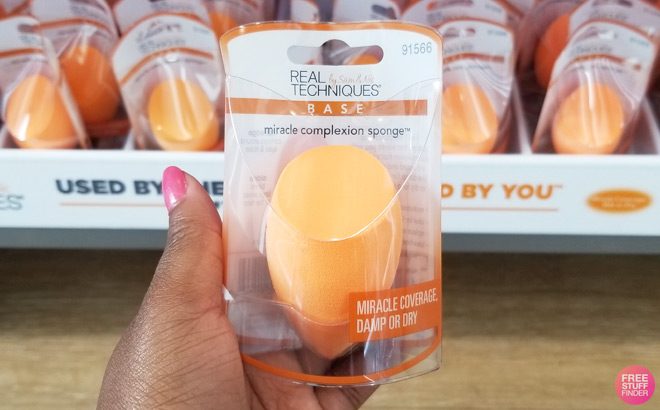 91566
REAL
by Sam & Nic
TECHNIQUES®
BASE
miracle complexion sponge™
MIRACLE COVERAGE,
DAMP OR DRY
USED BY
D BY YOU™
FREE
STUFF
FINDER